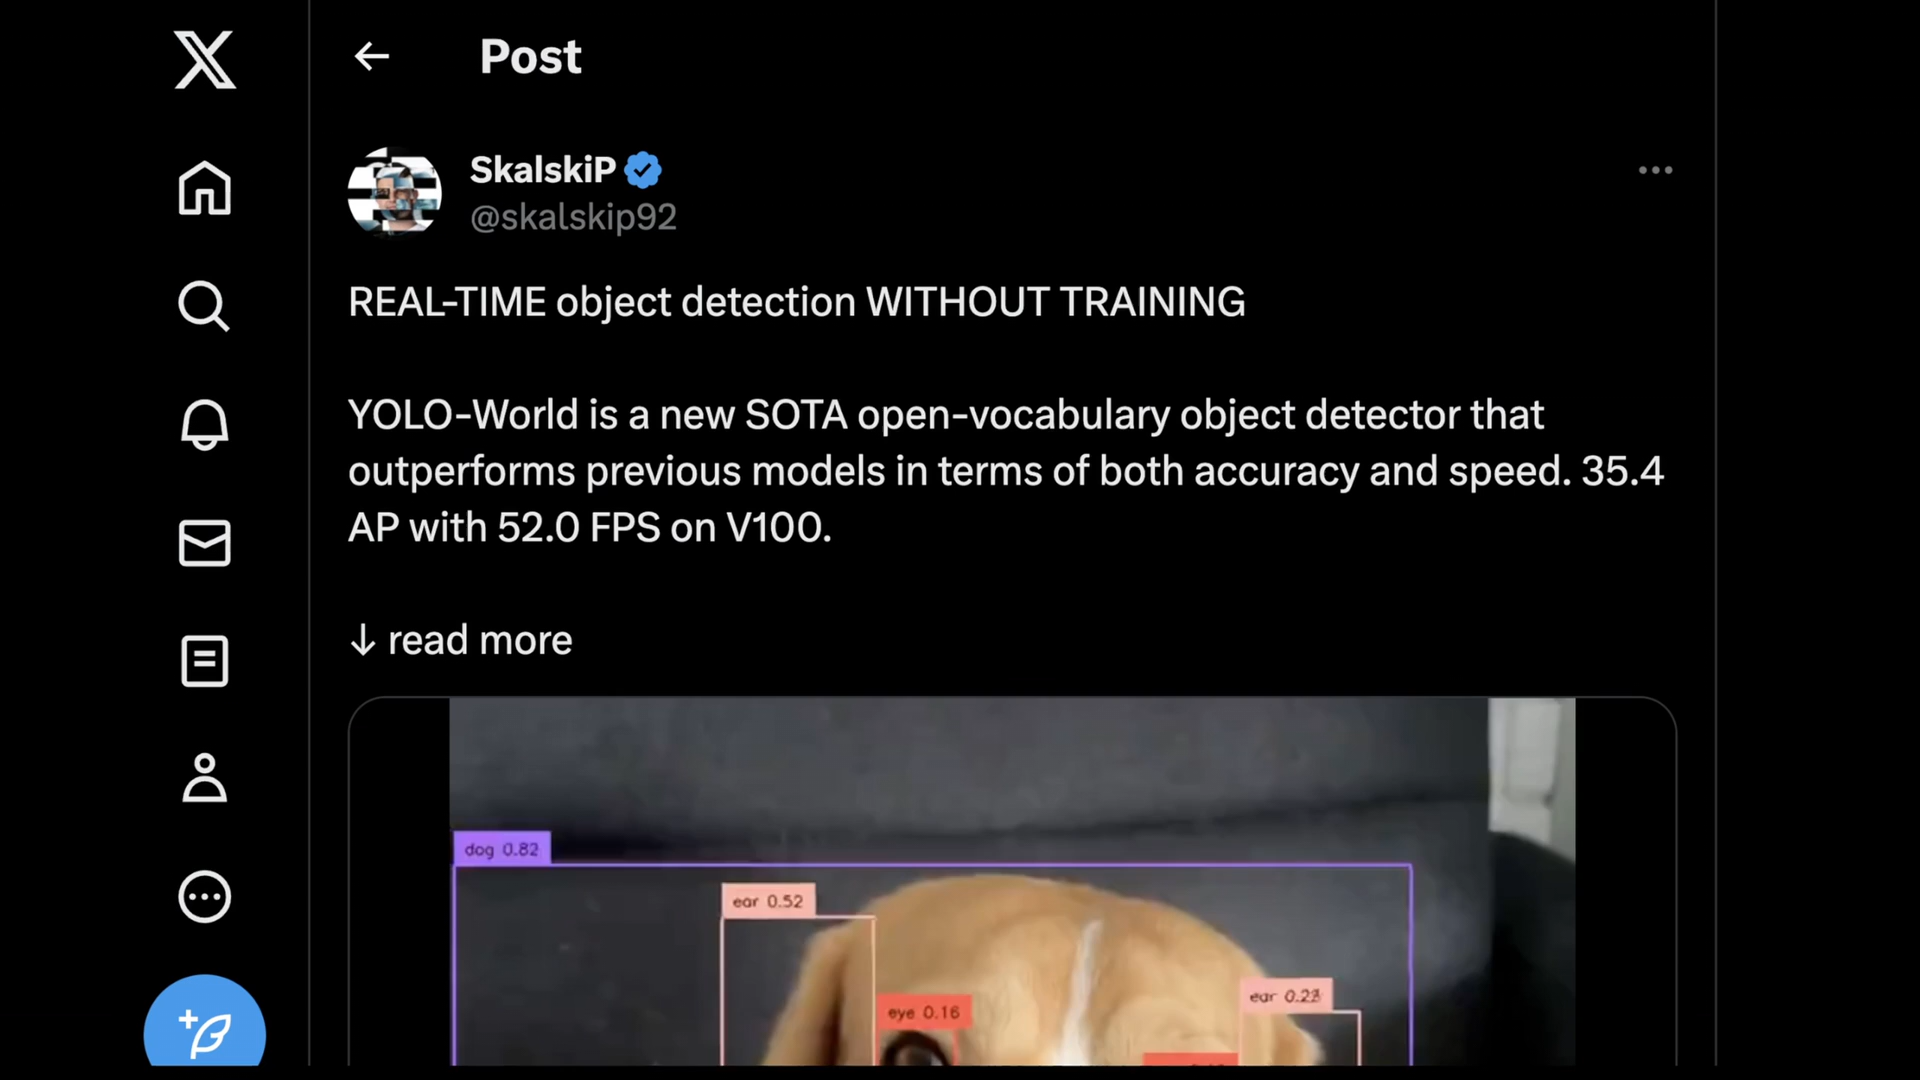 Post
SkalskiP
@skalskip92
REAL-TIME object detection WITHOUT TRAINING
YOLO-World is a new SOTA open-vocabulary object detector that
outperforms previous models in terms of both accuracy and speed. 35.4
AP with 52.0 FPS on V100.
↓ read more
dog 0.82
ear 0.52
ear 0.23
eye 0.16